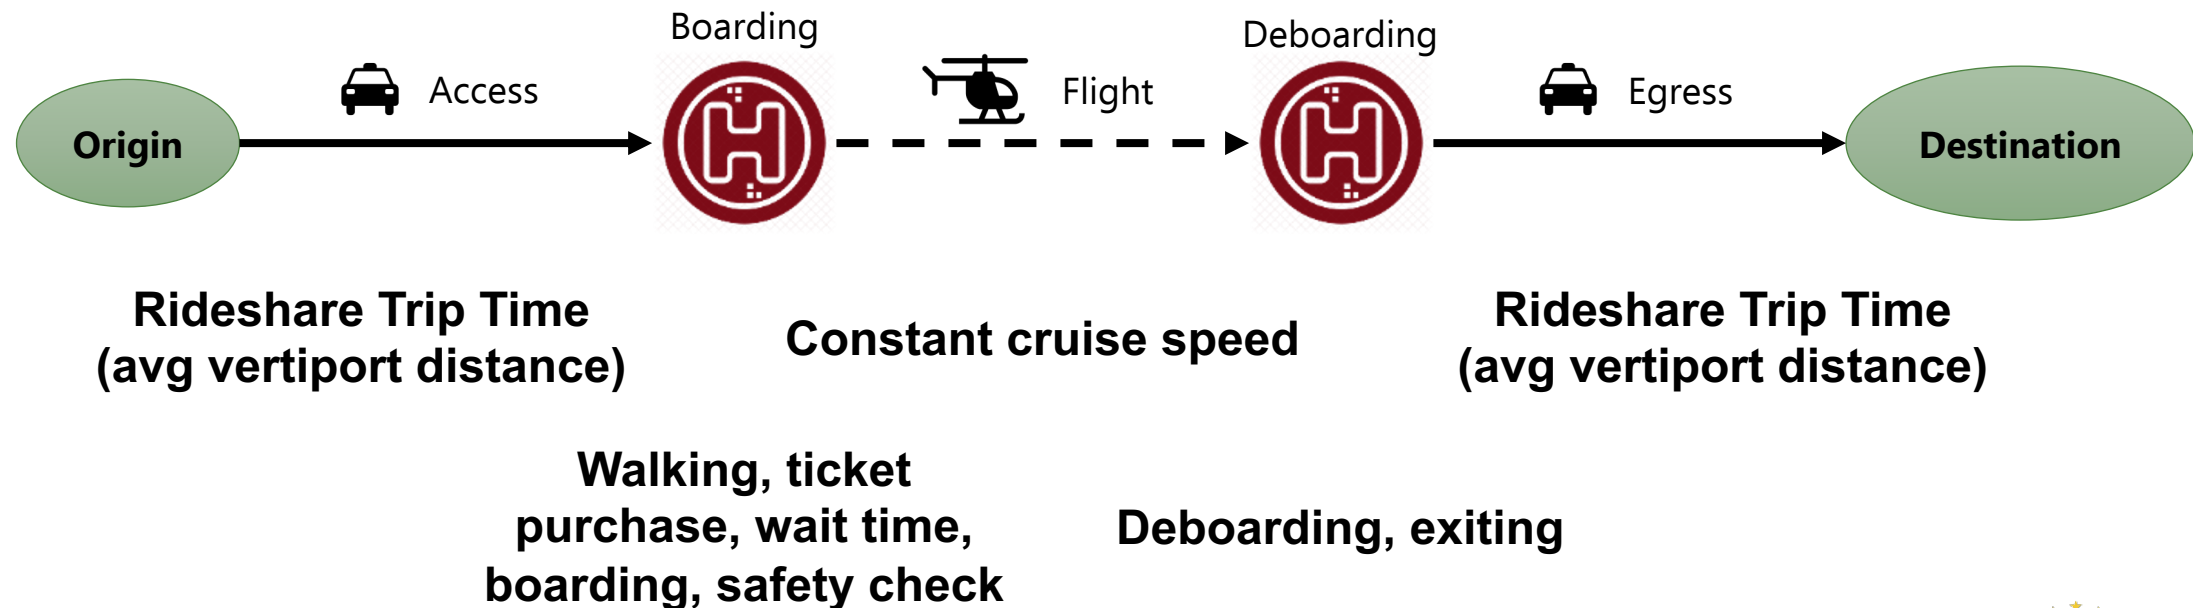 Boarding
Deboarding
Access
Flight
Egress
Origin
H
H
Destination
Rideshare Trip Time
(avg vertiport distance)
Constant cruise speed
Rideshare Trip Time
(avg vertiport distance)
Walking, ticket
purchase, wait time,
boarding, safety check
Deboarding, exiting